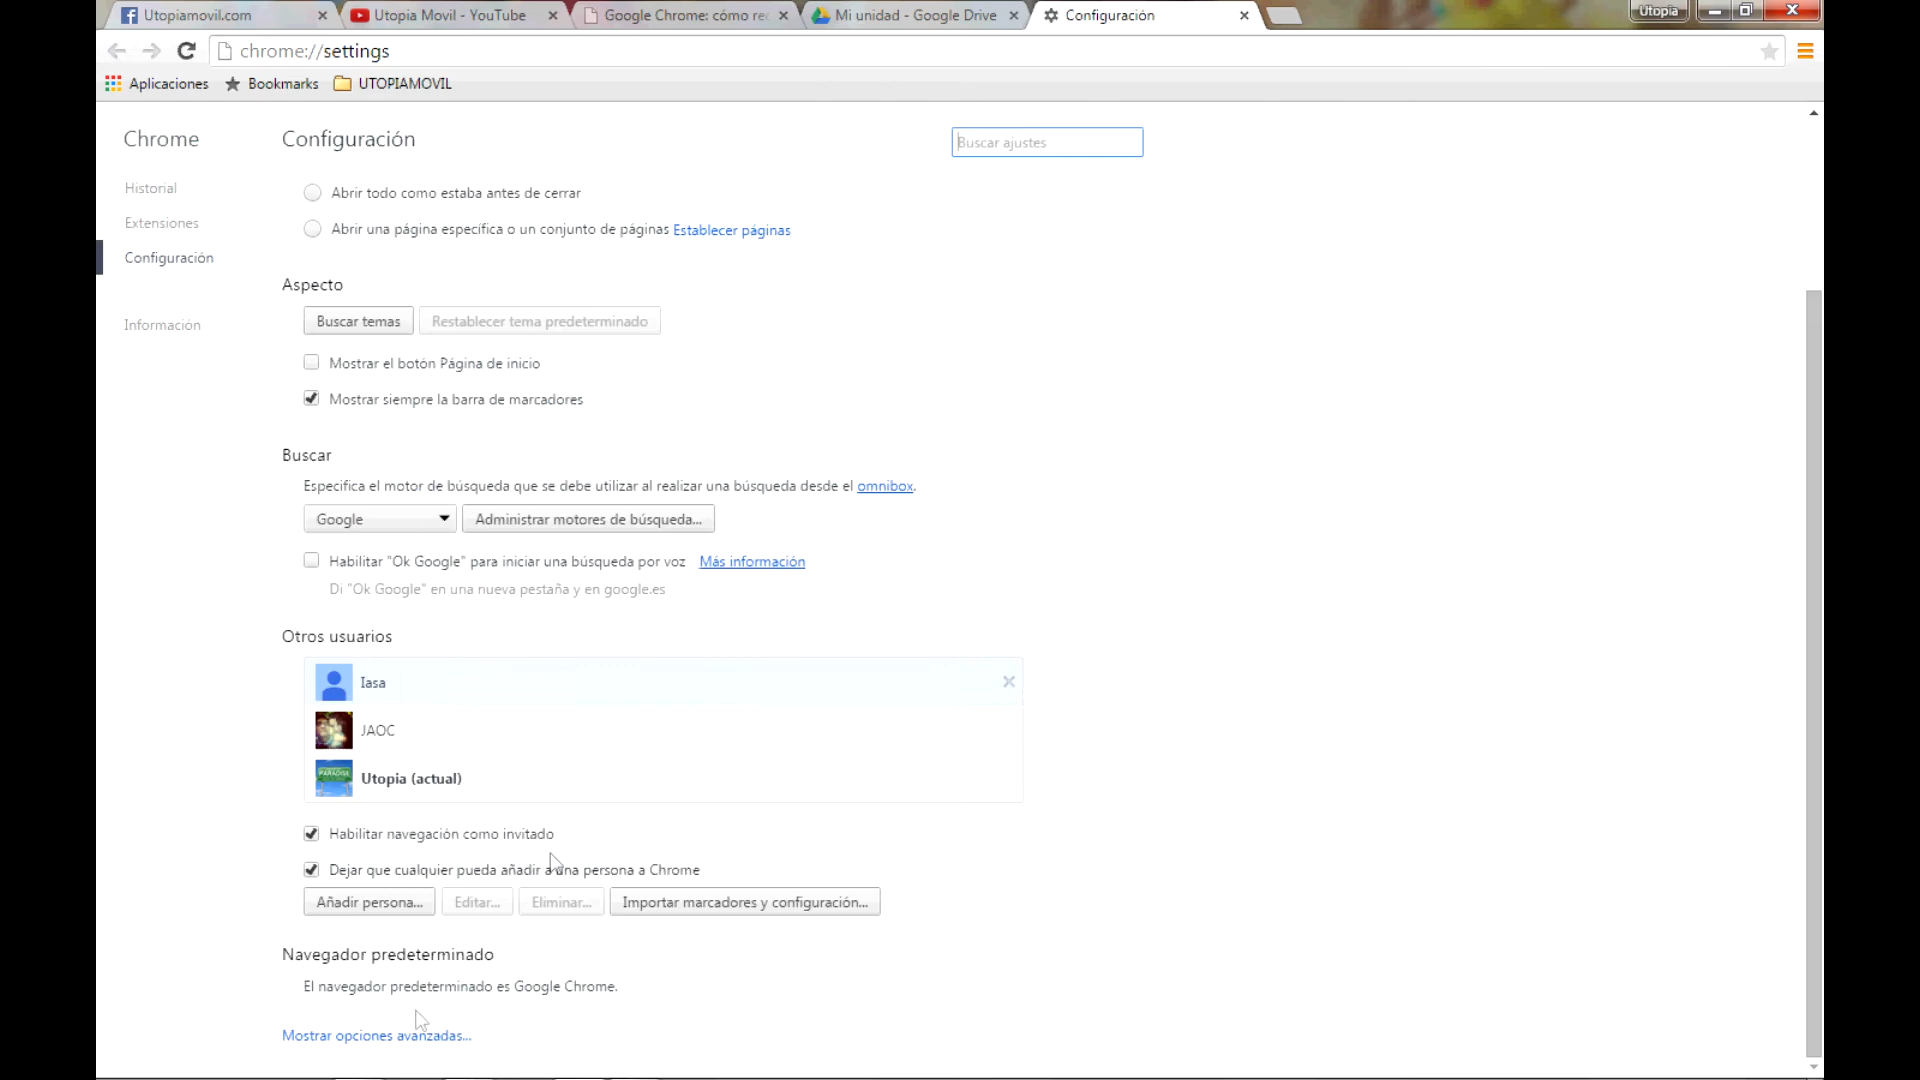 Utopiamovil.com
Utopia Movil - YouTube
Google Chrome: cómo rec
Mi unidad - Google Drive
Configuración
Utopia
chrome://settings
Aplicaciones
Bookmarks
UTOPIAMOVIL
Chrome
Historial
Extensiones
Configuración
Información
Configuración
Buscar ajustes
Abrir todo como estaba antes de cerrar
Abrir una página específica o un conjunto de páginas Establecer páginas
Aspecto
Buscar temas
Restablecer tema predeterminado
Mostrar el botón Página de inicio
Mostrar siempre la barra de marcadores
Buscar
Especifica el motor de búsqueda que se debe utilizar al realizar una búsqueda desde el omnibox.
Google
Administrar motores de búsqueda...
Habilitar "Ok Google" para iniciar una búsqueda por voz Más información
Di "Ok Google" en una nueva pestaña y en google.es
Otros usuarios
Iasa
JAOC
PARADISE
Utopia (actual)
Habilitar navegación como invitado
Dejar que cualquier pueda añadir a una persona a Chrome
Añadir persona...
Editar...
Eliminar...
Importar marcadores y configuración...
Navegador predeterminado
El navegador predeterminado es Google Chrome.
Mostrar opciones avanzadas...